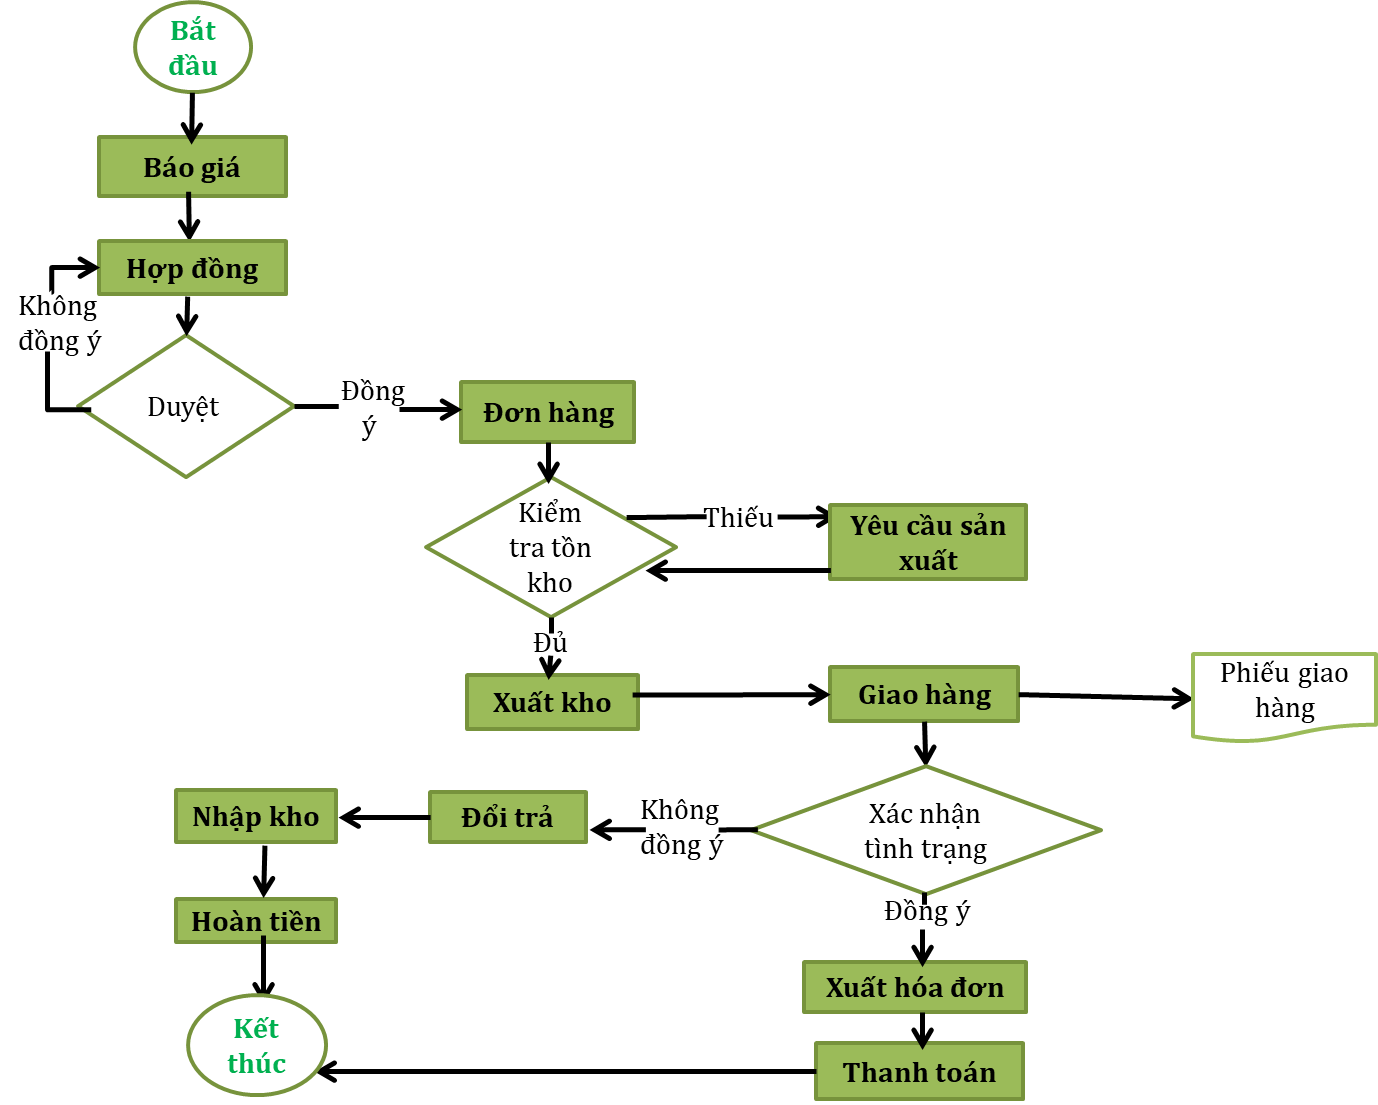 Bắt
đầu
Báo giá
Hợp đồng
Không
đồng ý
Duyệt
Đồng
ý
Đơn hàng
Kiểm
tra tồn
kho
Thiếu
Yêu cầu sản
xuất
Đủ
Xuất kho
Giao hàng
Phiếu giao
hàng
Xác nhận
tình trạng
Không
đồng ý
Đổi trả
Nhập kho
Hoàn tiền
Đồng ý
Xuất hóa đơn
Thanh toán
Kết
thúc